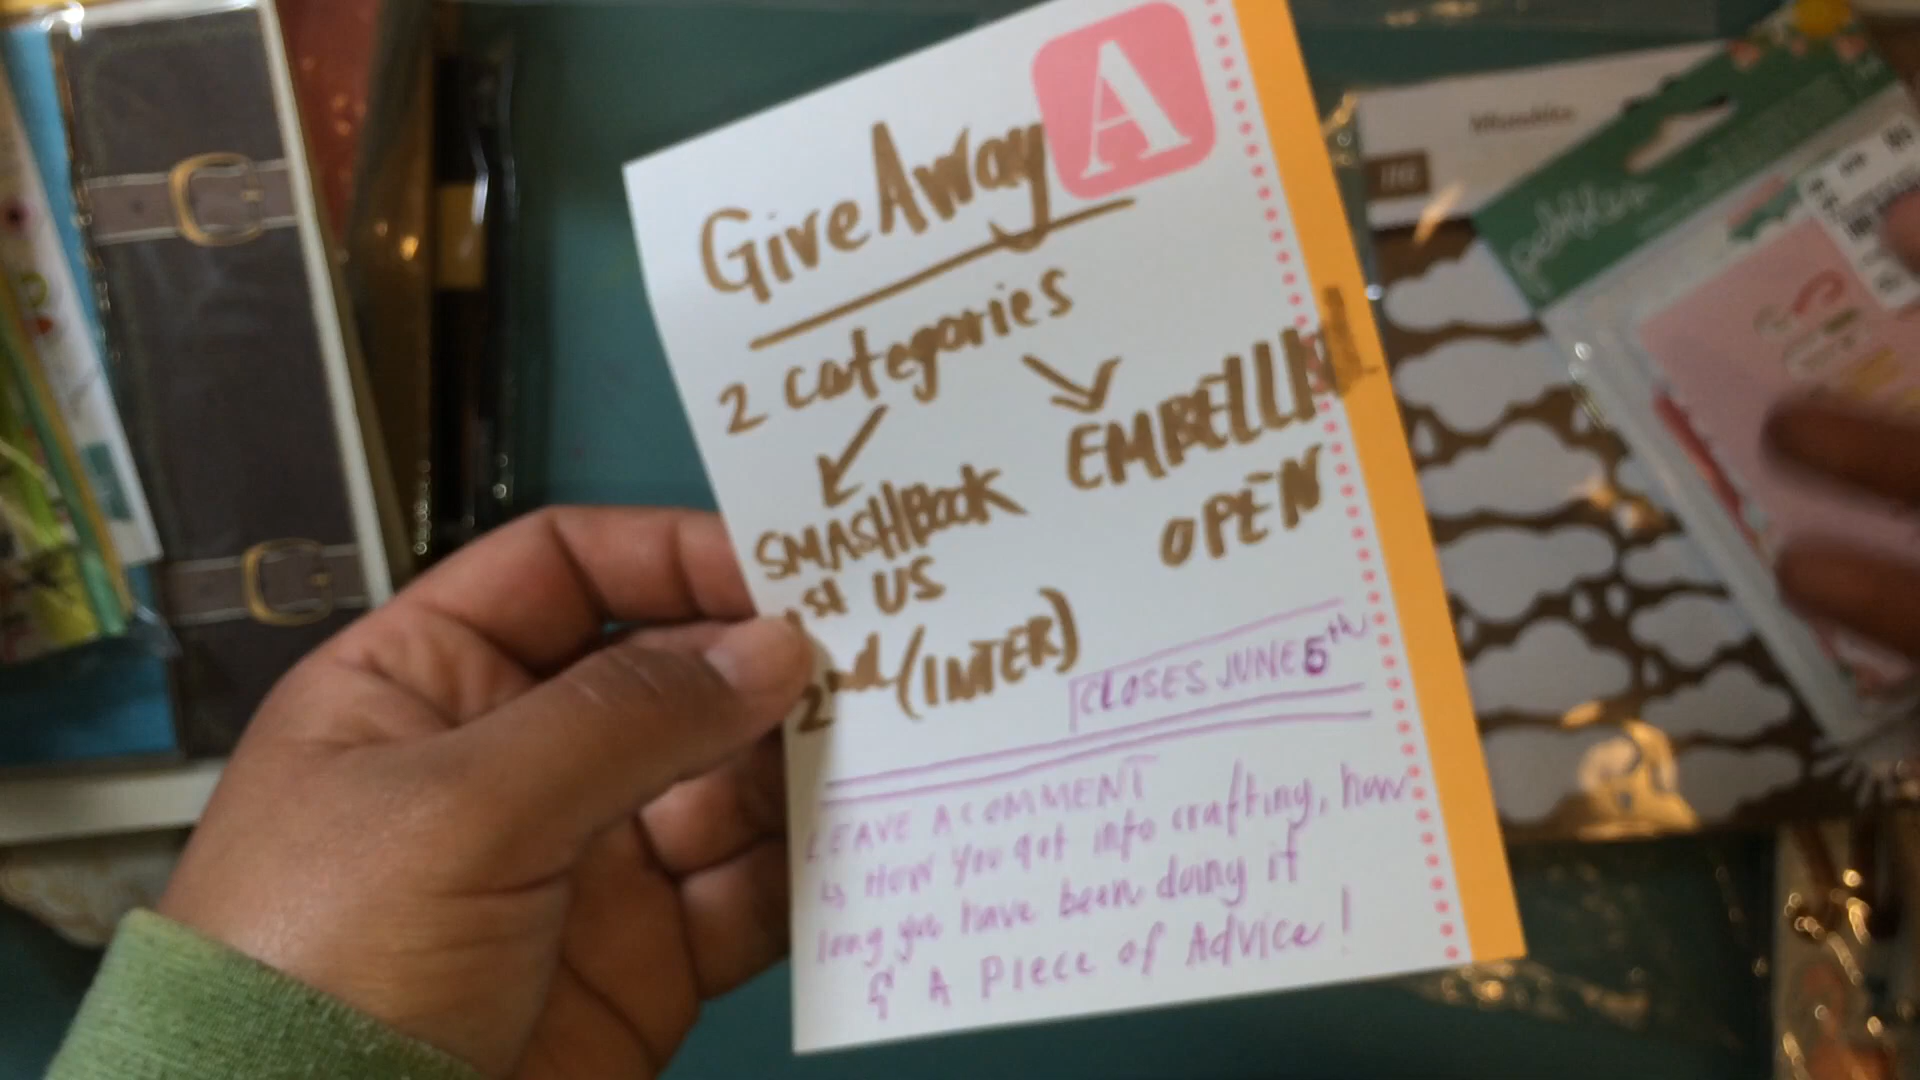 A
GiveAway
2 categories
SMASHBOOK
1st US
2nd (INTER)
EMBELLI
OPEN
CLOSES JUNE 5th
LEAVE A COMMENT
How you got into crafting, how
long you have been doing it
& A Piece of Advice!
pebbles